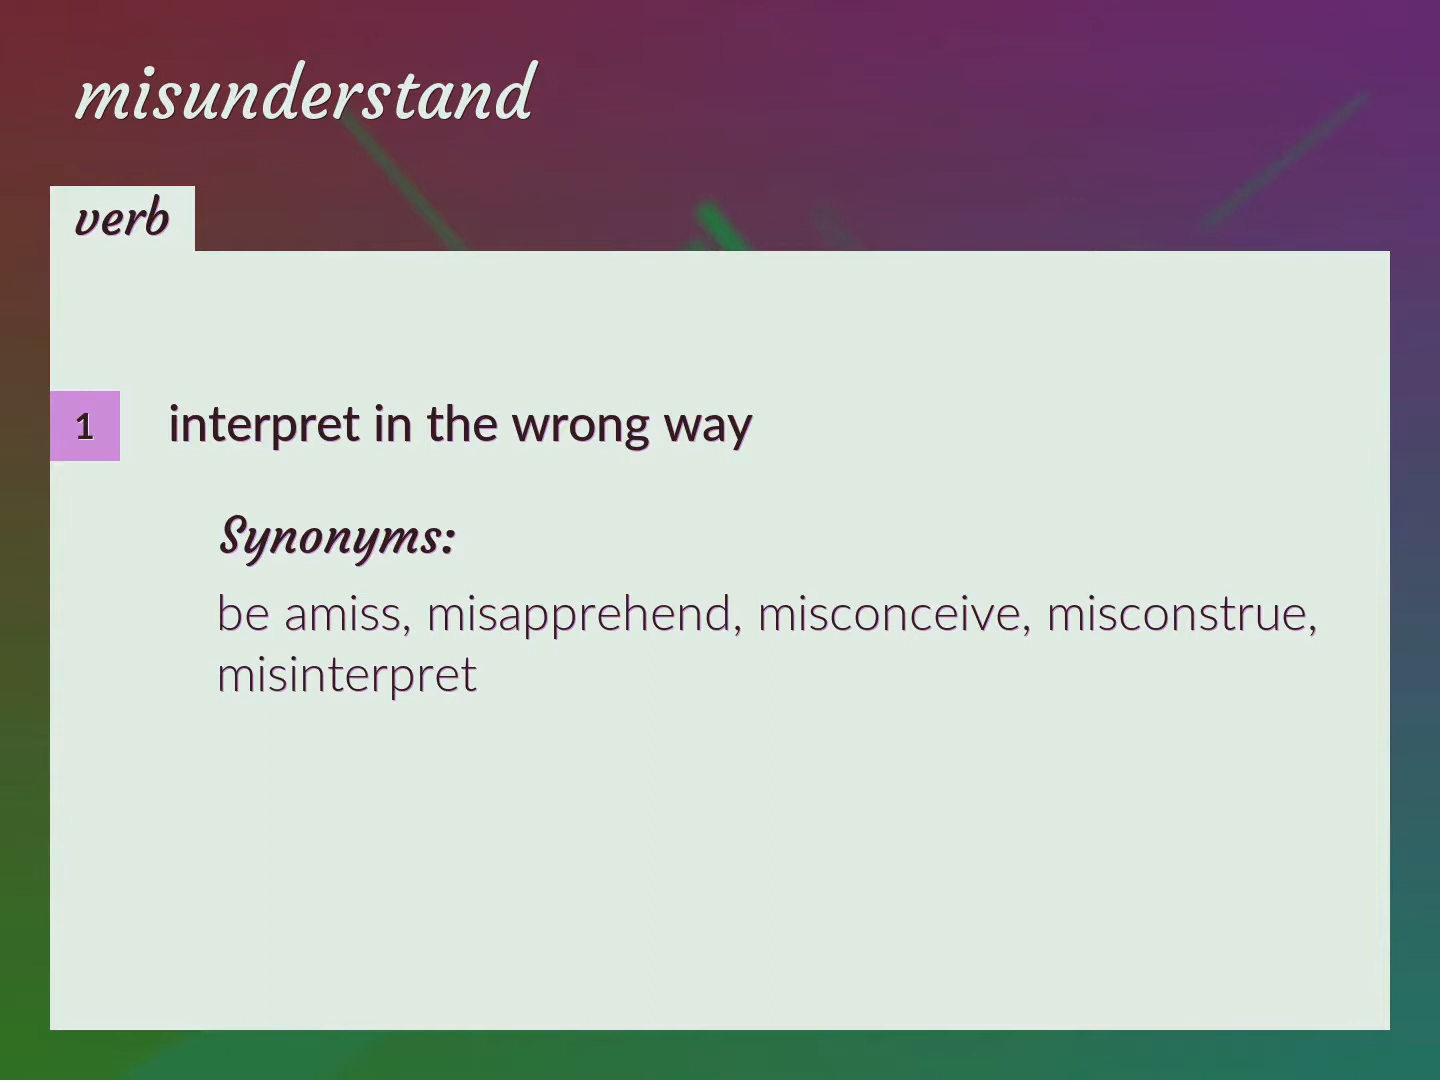 misunderstand
verb
1 interpret in the wrong way
Synonyms:
be amiss, misapprehend, misconceive, misconstrue,
misinterpret